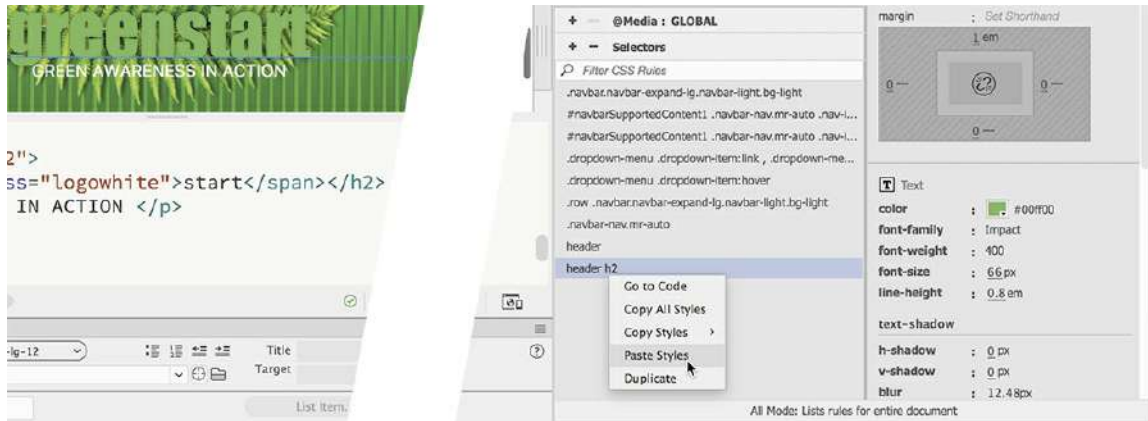 greenstart
GREEN AWARENESS IN ACTION
2">
ss="logowhite">start</span></h2>
IN ACTION </p>
-lg-12
Title
Target
List Item.
+ − @Media : GLOBAL
+ − Selectors
Filter CSS Rules
.navbar.navbar-expand-lg.navbar-light.bg-light
#navbarSupportedContent1 .navbar-nav.mr-auto .nav-i...
#navbarSupportedContent1 .navbar-nav.mr-auto .nav-l...
.dropdown-menu .dropdown-item:link , .dropdown-me...
.dropdown-menu .dropdown-item:hover
.row .navbar.navbar-expand-lg.navbar-light.bg-light
.navbar-nav.mr-auto
header
header h2
Go to Code
Copy All Styles
Copy Styles >
Paste Styles
Duplicate
margin : Set Shorthand
1 em
0 — 0 —
0 —
T Text
color : #00ff00
font-family : Impact
font-weight : 400
font-size : 66px
line-height : 0.8em
text-shadow
h-shadow : 0 px
v-shadow : 0 px
blur : 12.48px
All Mode: Lists rules for entire document